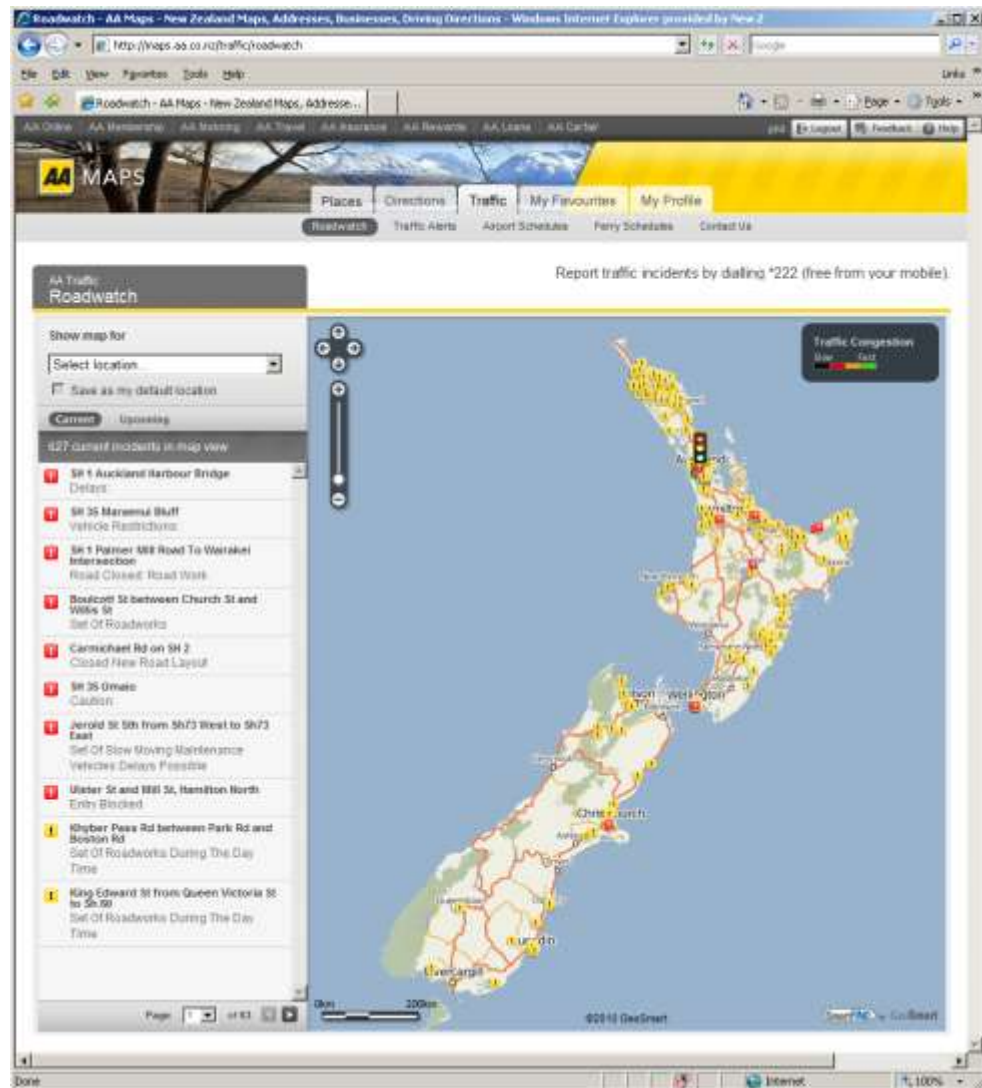 Roadwatch - AA Maps - New Zealand Maps, Addresses, Businesses, Driving Directions - Windows Internet Explorer provided by New Z
http://maps.aa.co.nz/traffic/roadwatch
Google
File Edit View Favorites Tools Help
Links
Roadwatch - AA Maps - New Zealand Maps, Addresse...
Page Tools
AA Online AA Membership AA Motoring AA Travel AA Insurance AA Rewards AA Loans AA Center
Logout Feedback Help
AA MAPS
Places Directions Traffic My Favourites My Profile
Roadwatch Traffic Alerts Airport Schedules Ferry Schedules Contact Us
AA Traffic
Roadwatch
Report traffic incidents by dialling *222 (free from your mobile).
Show map for
Select location...
Save as my default location
Current Upcoming
627 current incidents in map view
SH 1 Auckland Harbour Bridge
Delays
SH 35 Maraenui Bluff
Vehicle Restrictions
SH 1 Palmer Mill Road To Wairakei
Intersection
Road Closed: Road Work
Boulcott St between Church St and
Willis St
Set Of Roadworks
Carmichael Rd on SH 2
Closed New Road Layout
SH 35 Omaio
Caution
Jerold St Sth from Sh73 West to Sh73
East
Set Of Slow Moving Maintenance
Vehicles Delays Possible
Ulster St and Mill St, Hamilton North
Entry Blocked
Khyber Pass Rd between Park Rd and
Boston Rd
Set Of Roadworks During The Day
Time
King Edward St from Queen Victoria St
to Sh 60
Set Of Roadworks During The Day
Time
Page 1 of 63
Traffic Congestion
Slow Fast
Wellington
Christchurch
Dunedin
Invercargill
0km 200km
©2010 GeoSmart
Done
Internet
100%